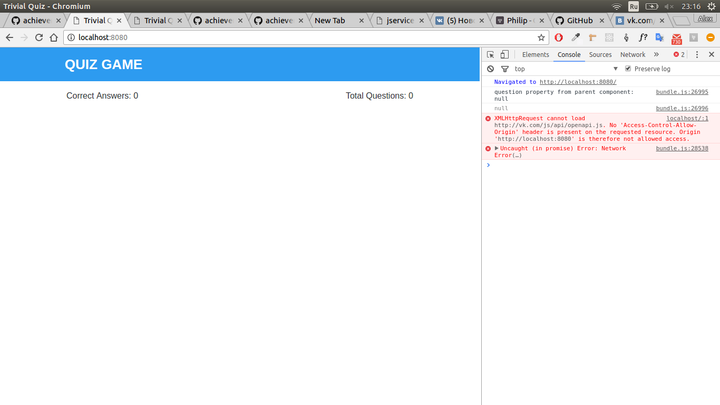 Trivial Quiz - Chromium
Ru
23:16
achieve
Trivial Q
Trivial Q
achieve
achieve
New Tab
jservice
(5) Нов
Philip -
GitHub
vk.com
Alex
localhost:8080
f?
QUIZ GAME
Correct Answers: 0
Total Questions: 0
Elements
Console
Sources
Network
»
2
top
Preserve log
Navigated to http://localhost:8080/
question property from parent component: bundle.js:26995
null
null bundle.js:26996
XMLHttpRequest cannot load localhost/:1
http://vk.com/js/api/openapi.js. No 'Access-Control-Allow-
Origin' header is present on the requested resource. Origin
'http://localhost:8080' is therefore not allowed access.
Uncaught (in promise) Error: Network bundle.js:28538
Error(…)